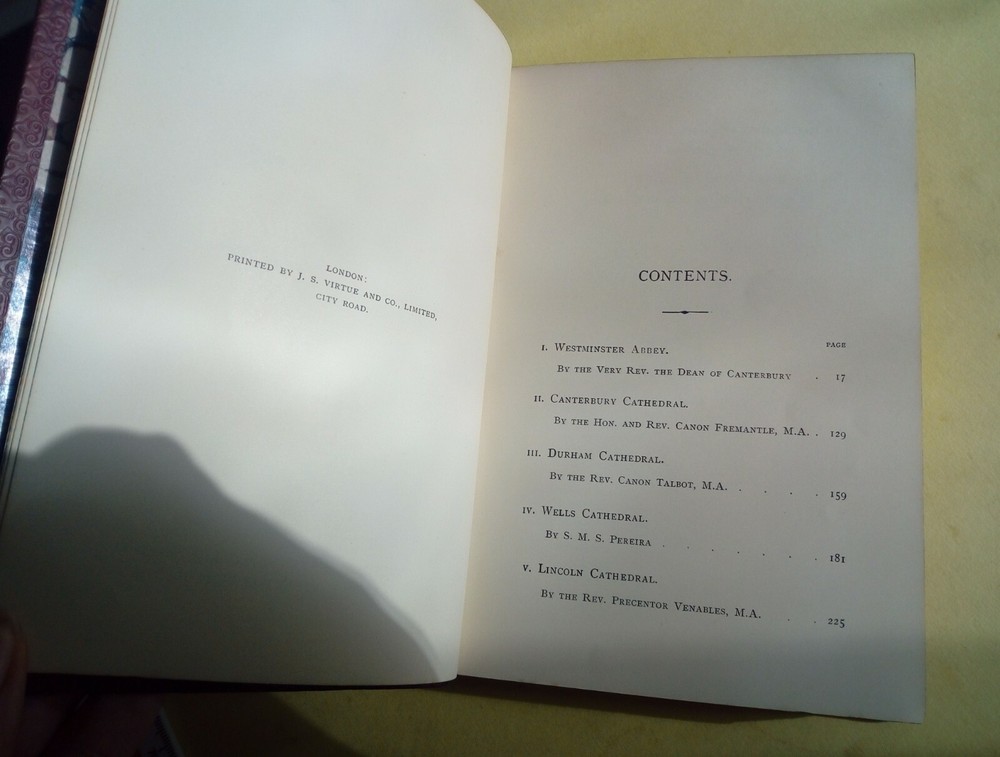 LONDON:
PRINTED BY J. S. VIRTUE AND CO., LIMITED,
CITY ROAD.
CONTENTS.
PAGE
I. WESTMINSTER ABBEY.
BY THE VERY REV. THE DEAN OF CANTERBURY . 17
II. CANTERBURY CATHEDRAL.
BY THE HON. AND REV. CANON FREMANTLE, M.A. . 129
III. DURHAM CATHEDRAL.
BY THE REV. CANON TALBOT, M.A. . . . . 159
IV. WELLS CATHEDRAL.
BY S. M. S. PEREIRA . . . . . . 181
V. LINCOLN CATHEDRAL.
BY THE REV. PRECENTOR VENABLES, M.A. . . 225